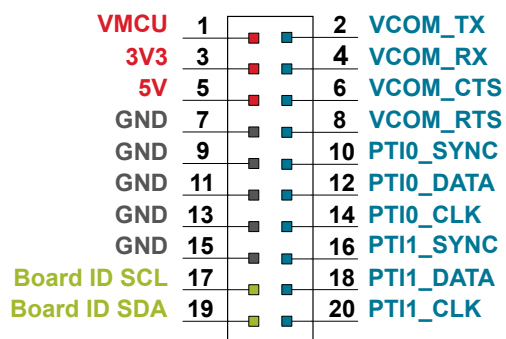 VMCU 1 2 VCOM_TX
3V3 3 4 VCOM_RX
5V 5 6 VCOM_CTS
GND 7 8 VCOM_RTS
GND 9 10 PTI0_SYNC
GND 11 12 PTI0_DATA
GND 13 14 PTI0_CLK
GND 15 16 PTI1_SYNC
Board ID SCL 17 18 PTI1_DATA
Board ID SDA 19 20 PTI1_CLK